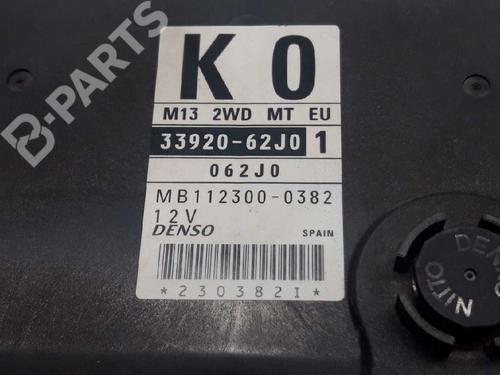 B-PARTS
K 0
M13 2WD MT EU
33920-62J0 1
062J0
MB112300-0382
12V
DENSO SPAIN
*230382I*
DENSO
NITTO